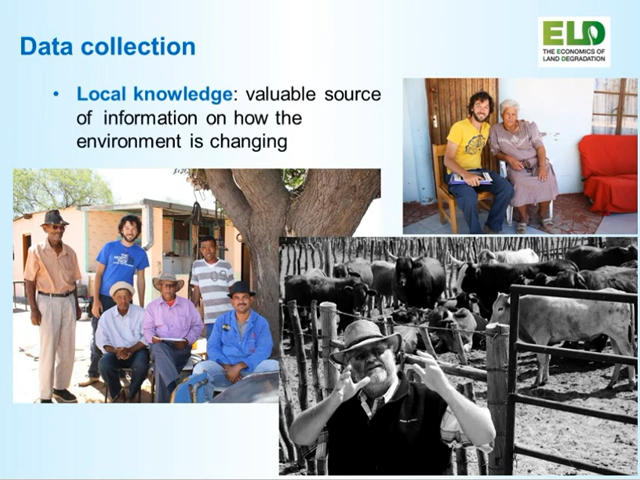 Data collection
ELD
THE ECONOMICS OF
LAND DEGRADATION
• Local knowledge: valuable source
of information on how the
environment is changing